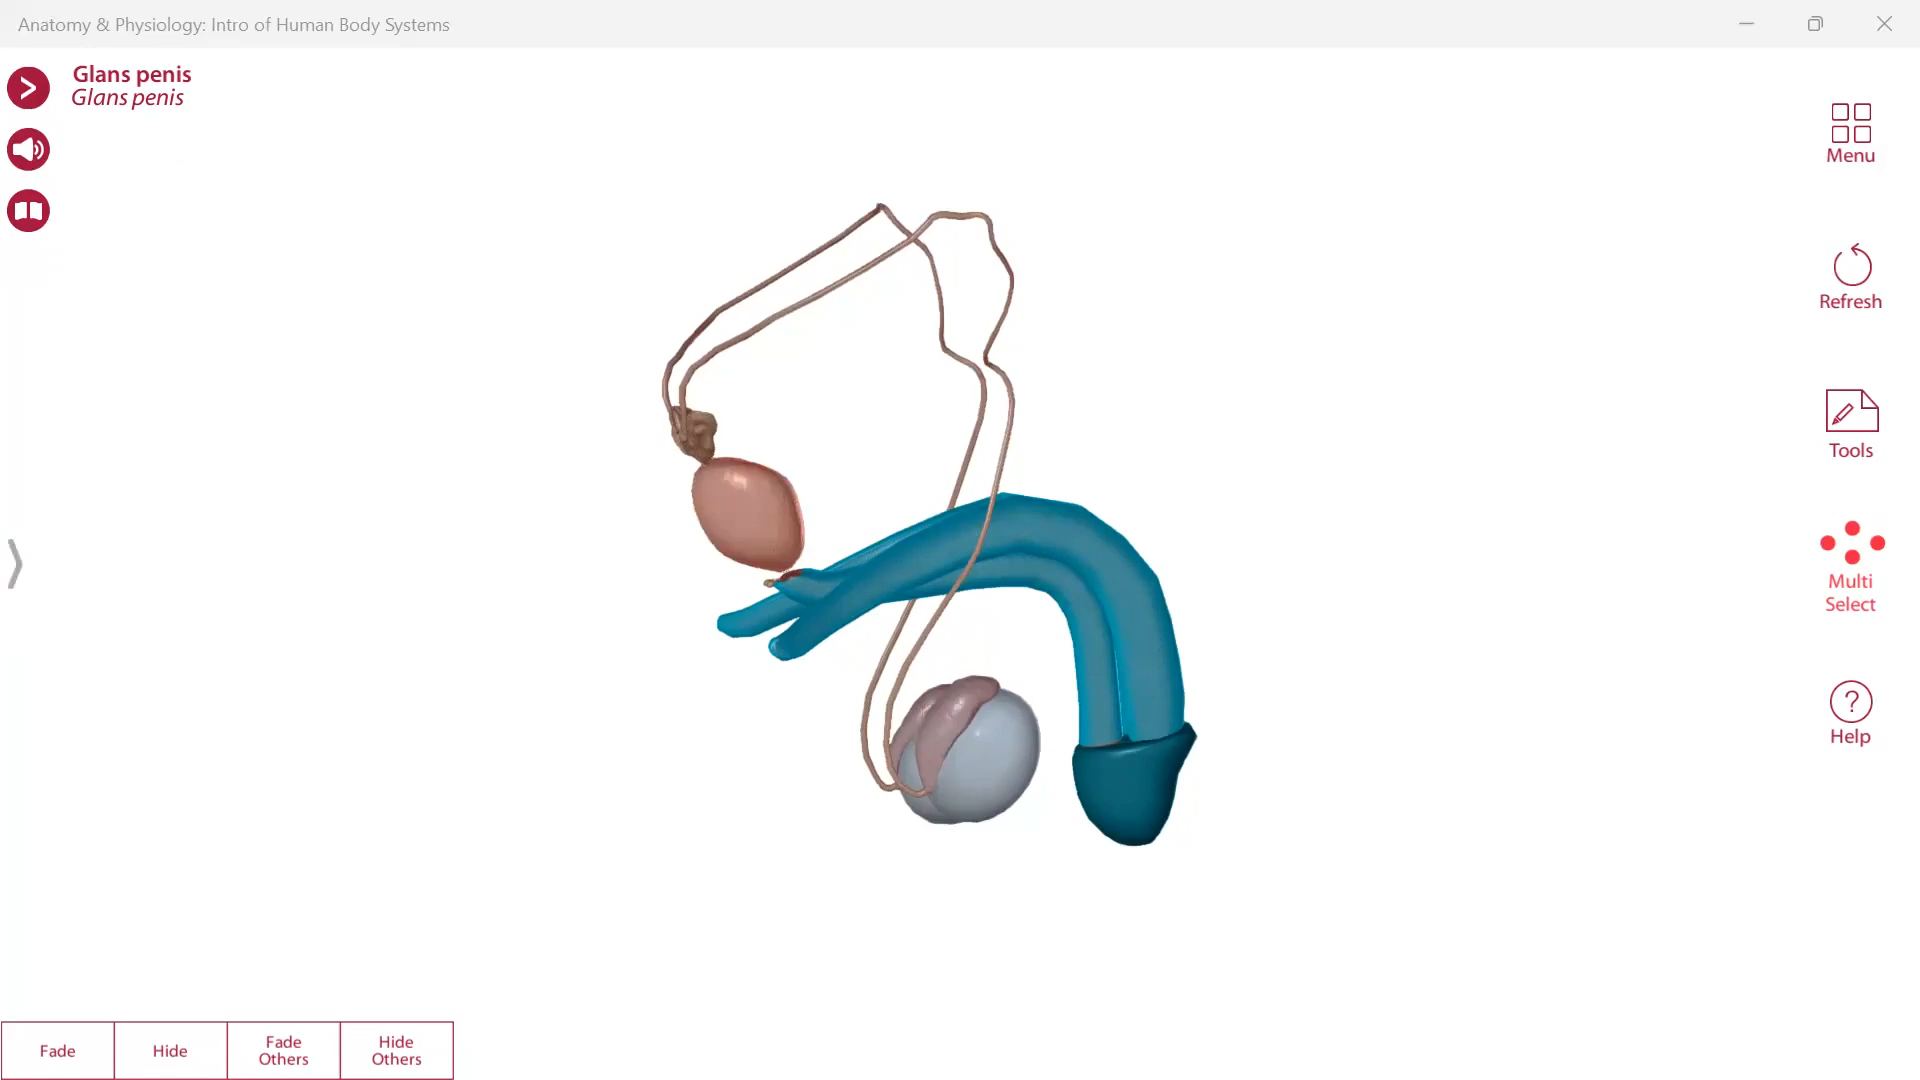 Anatomy & Physiology: Intro of Human Body Systems
Glans penis
Glans penis
Menu
Refresh
Tools
Multi
Select
Help
Fade
Hide
Fade
Others
Hide
Others